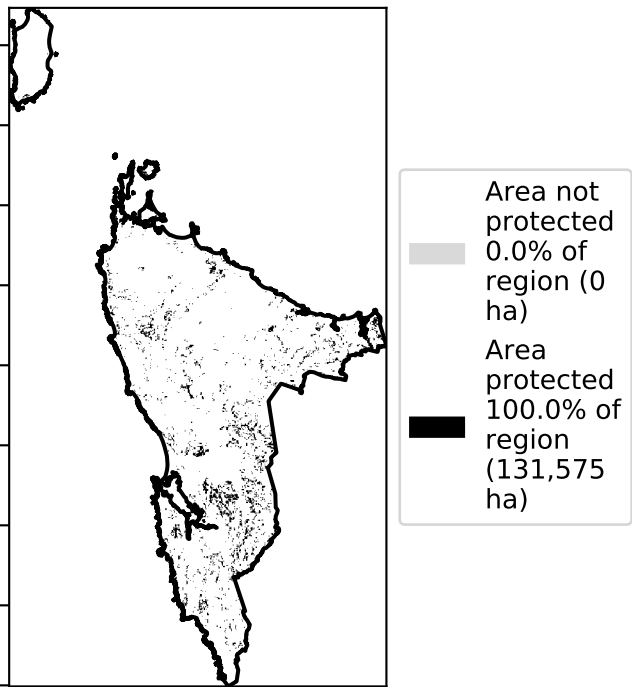 Area not
protected
0.0% of
region (0
ha)
Area
protected
100.0% of
region
(131,575
ha)